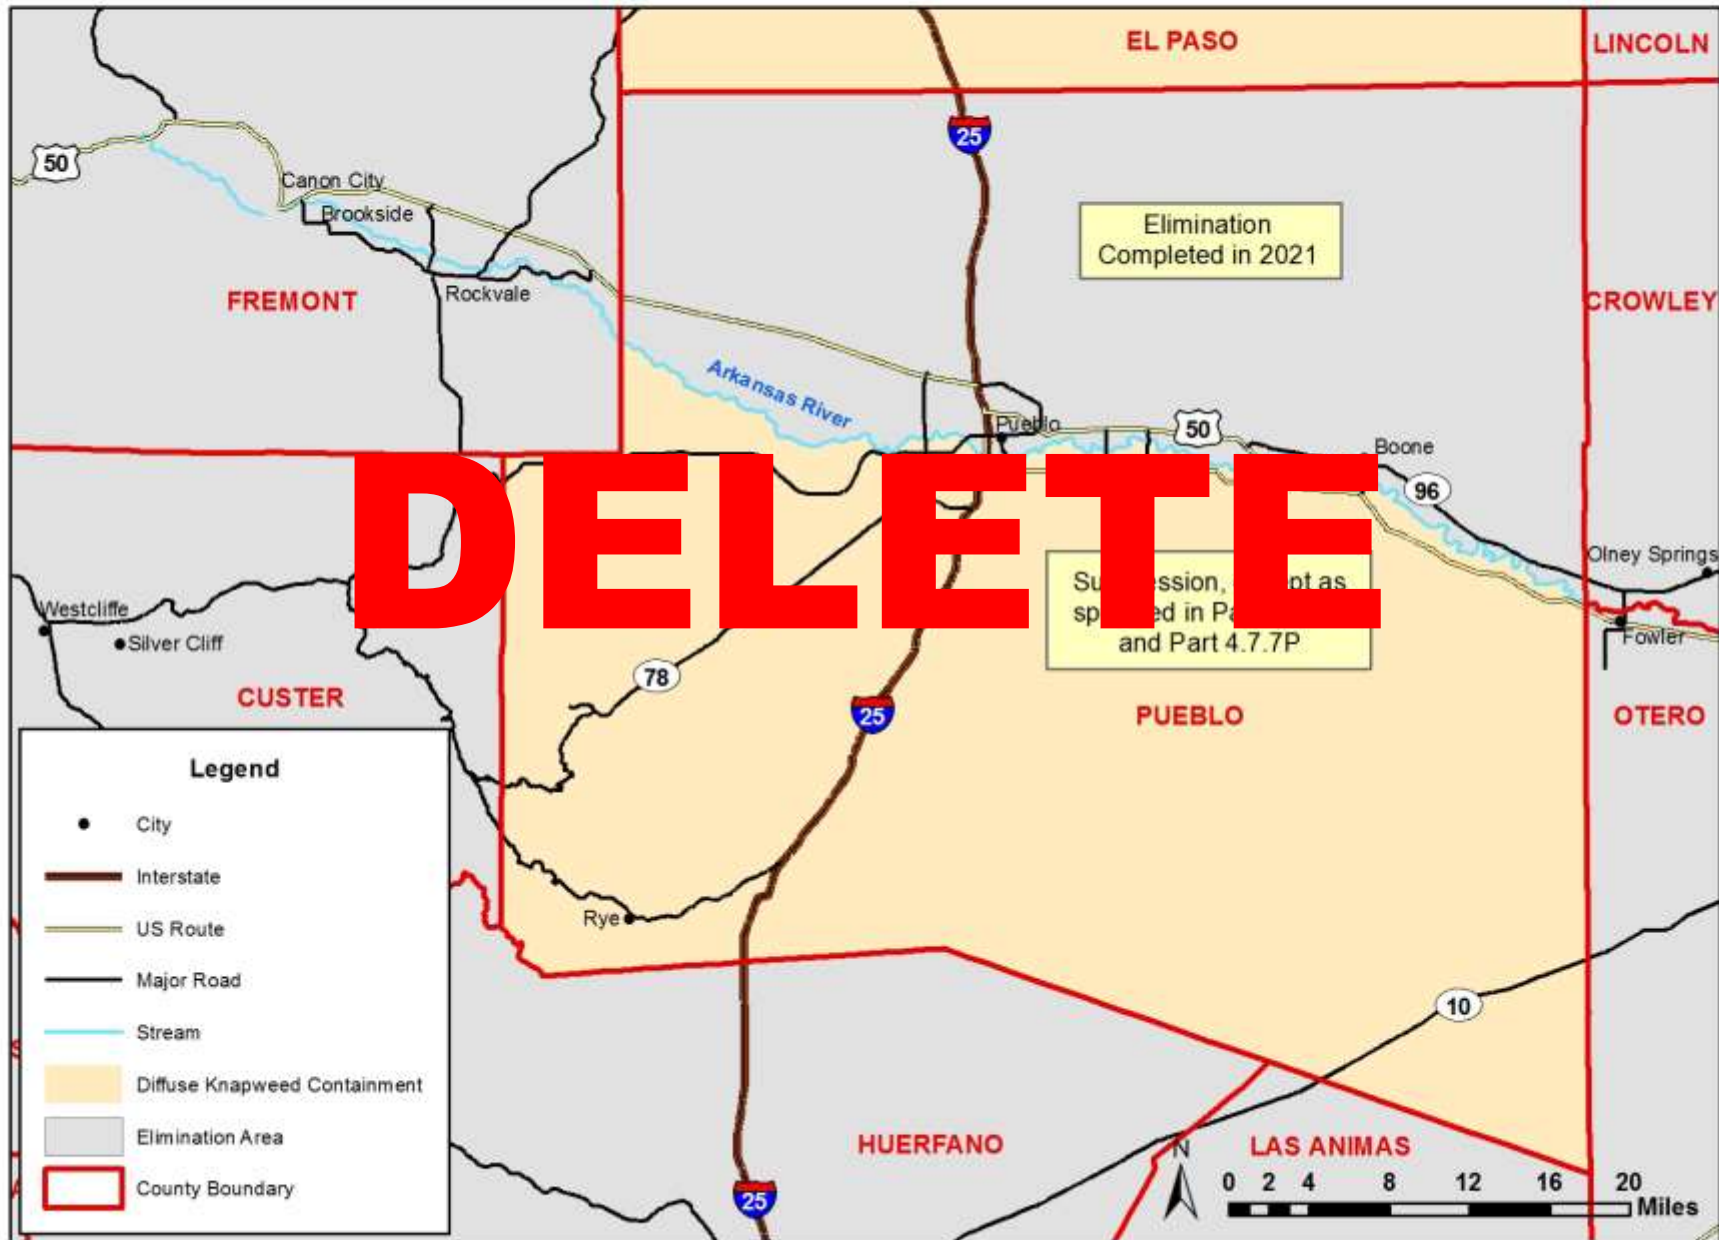 EL PASO
LINCOLN
25
50
Canon City
Brookside
Elimination
Completed in 2021
FREMONT
Rockvale
CROWLEY
Arkansas River
Pueblo
50
Boone
96
DELETE
Olney Springs
as
in
and Part 4.7.7P
Westcliffe
Silver Cliff
Fowler
78
CUSTER
25
PUEBLO
OTERO
Legend
City
Interstate
US Route
Major Road
Stream
Diffuse Knapweed Containment
Elimination Area
County Boundary
Rye
10
HUERFANO
N
LAS ANIMAS
0 2 4 8 12 16 20
Miles
25